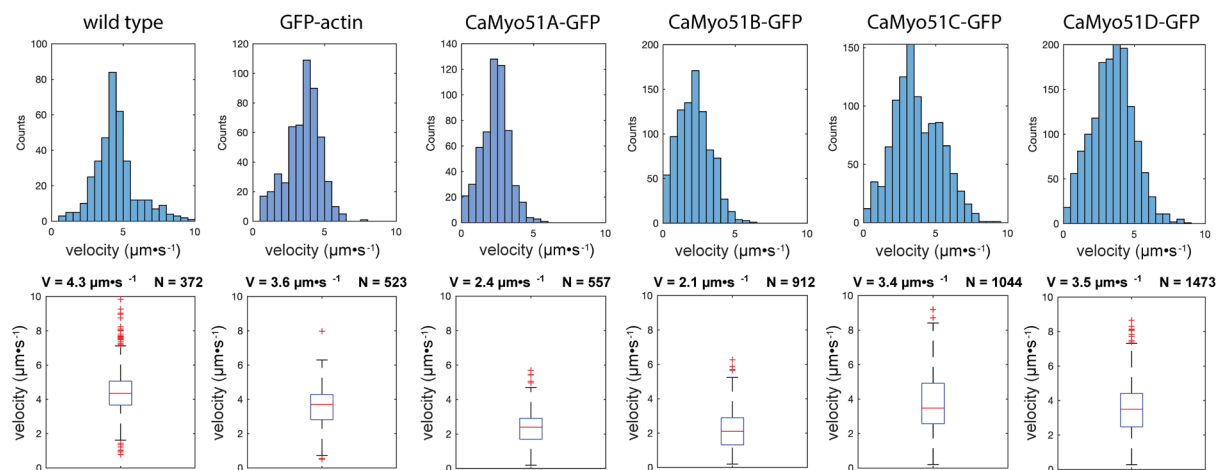 wild type
GFP-actin
CaMyo51A-GFP
CaMyo51B-GFP
CaMyo51C-GFP
CaMyo51D-GFP
100
80
60
40
20
0
Counts
0 5 10
velocity (µm•s⁻¹)
120
100
80
60
40
20
0
Counts
0 5 10
velocity (µm•s⁻¹)
140
120
100
80
60
40
20
0
Counts
0 5 10
velocity (µm•s⁻¹)
200
150
100
50
0
Counts
0 5 10
velocity (µm•s⁻¹)
150
100
50
0
Counts
0 5 10
velocity (µm•s⁻¹)
200
150
100
50
0
Counts
0 5 10
velocity (µm•s⁻¹)
V = 4.3 µm•s ⁻¹ N = 372
V = 3.6 µm•s ⁻¹ N = 523
V = 2.4 µm•s⁻¹ N = 557
V = 2.1 µm•s⁻¹ N = 912
V = 3.4 µm•s⁻¹ N = 1044
V = 3.5 µm•s⁻¹ N = 1473
10
8
6
4
2
0
velocity (µm•s⁻¹)
10
8
6
4
2
0
velocity (µm•s⁻¹)
10
8
6
4
2
0
velocity (µm•s⁻¹)
10
8
6
4
2
0
velocity (µm•s⁻¹)
10
8
6
4
2
0
velocity (µm•s⁻¹)
10
8
6
4
2
0
velocity (µm•s⁻¹)